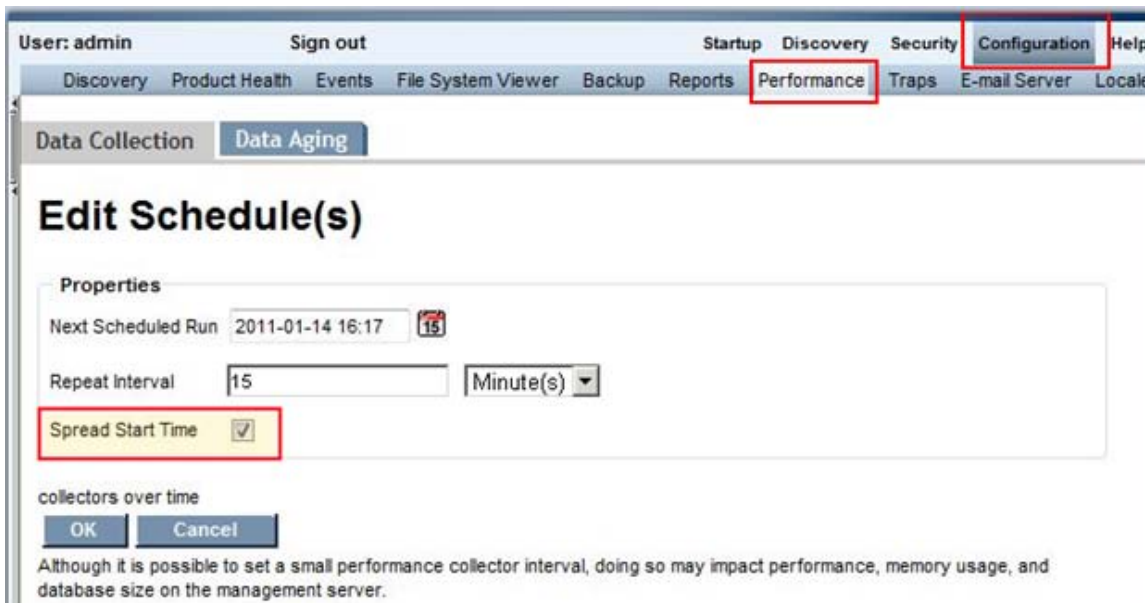 User: admin Sign out Startup Discovery Security Configuration Help
Discovery Product Health Events File System Viewer Backup Reports Performance Traps E-mail Server Locale
Data Collection Data Aging
Edit Schedule(s)
Properties
Next Scheduled Run 2011-01-14 16:17 15
Repeat Interval 15 Minute(s)
Spread Start Time
collectors over time
OK Cancel
Although it is possible to set a small performance collector interval, doing so may impact performance, memory usage, and
database size on the management server.